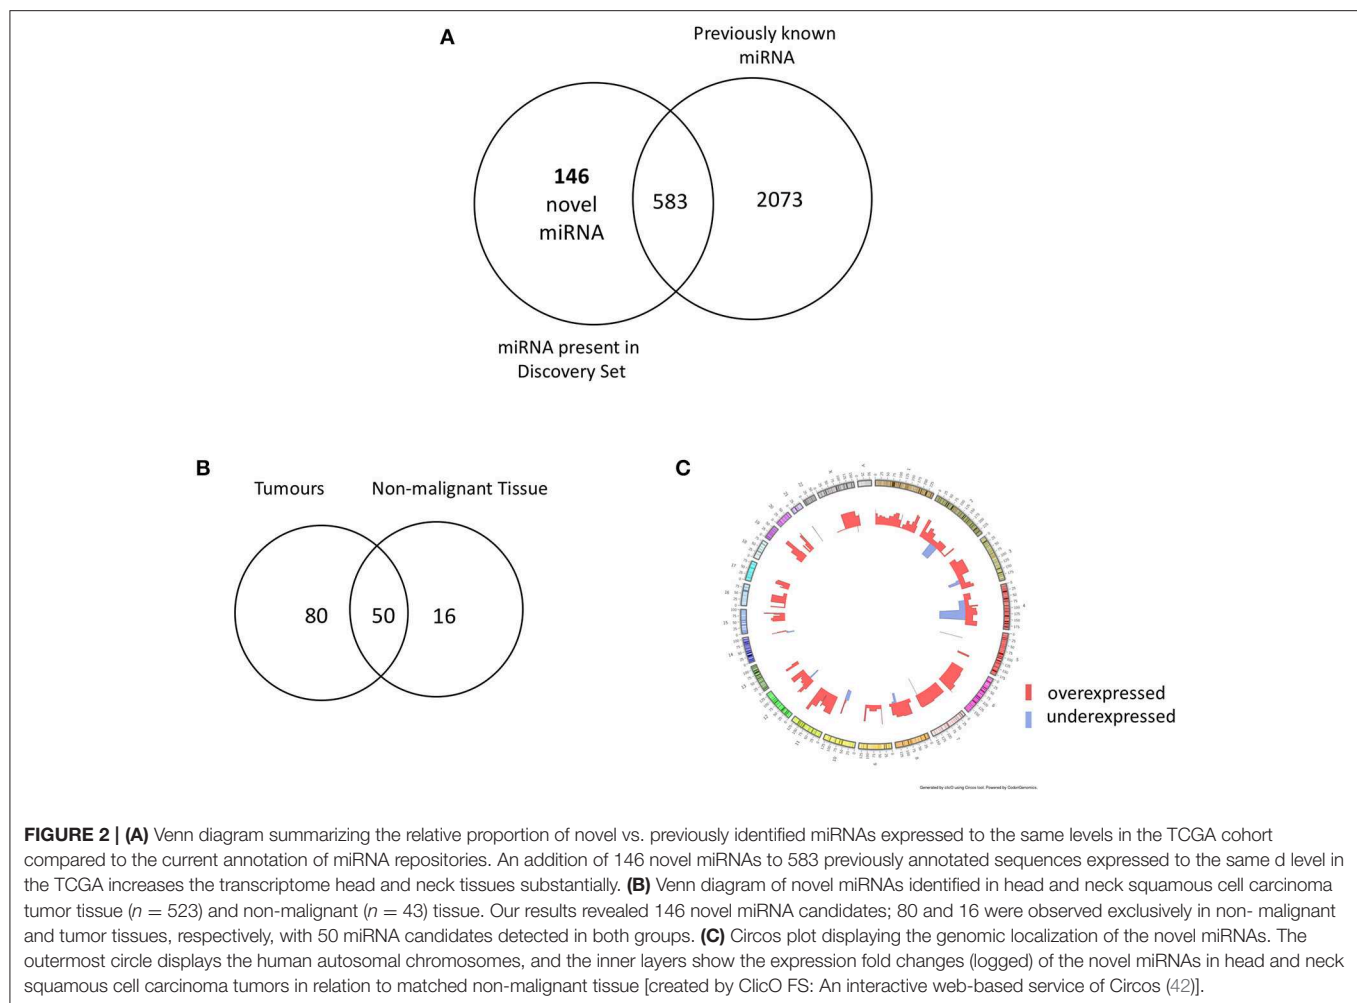 A
Previously known
miRNA
146
novel
miRNA
583
2073
miRNA present in
Discovery Set
B
Tumours
Non-malignant Tissue
80
50
16
C
overexpressed
underexpressed
Generated by clicO using Circos tool. Powered by CodonGenomics.
FIGURE 2 | (A) Venn diagram summarizing the relative proportion of novel vs. previously identified miRNAs expressed to the same levels in the TCGA cohort
compared to the current annotation of miRNA repositories. An addition of 146 novel miRNAs to 583 previously annotated sequences expressed to the same d level in
the TCGA increases the transcriptome head and neck tissues substantially. (B) Venn diagram of novel miRNAs identified in head and neck squamous cell carcinoma
tumor tissue (n = 523) and non-malignant (n = 43) tissue. Our results revealed 146 novel miRNA candidates; 80 and 16 were observed exclusively in non- malignant
and tumor tissues, respectively, with 50 miRNA candidates detected in both groups. (C) Circos plot displaying the genomic localization of the novel miRNAs. The
outermost circle displays the human autosomal chromosomes, and the inner layers show the expression fold changes (logged) of the novel miRNAs in head and neck
squamous cell carcinoma tumors in relation to matched non-malignant tissue [created by ClicO FS: An interactive web-based service of Circos (42)].